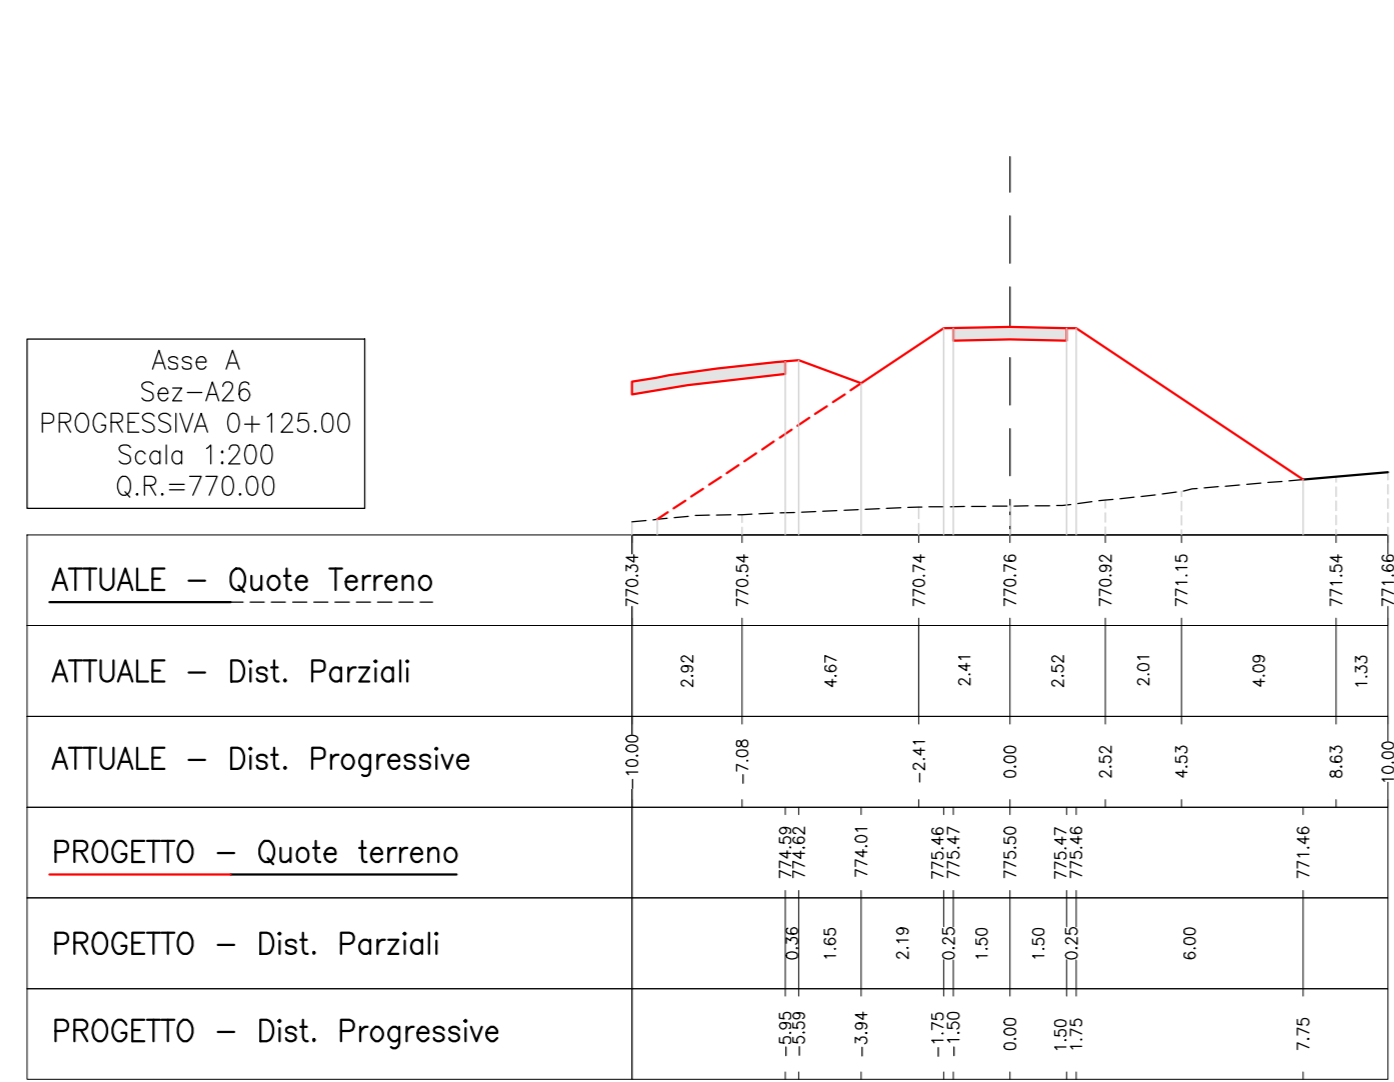 Asse A
Sez-A26
PROGRESSIVA 0+125.00
Scala 1:200
Q.R.=770.00
ATTUALE - Quote Terreno
770.34 770.54 770.74 770.76 770.92 771.15 771.54 771.66
ATTUALE - Dist. Parziali
2.92 4.67 2.41 2.52 2.01 4.09 1.33
ATTUALE - Dist. Progressive
-10.00 -7.08 -2.41 0.00 2.52 4.53 8.63 10.00
PROGETTO - Quote terreno
774.59 774.62 774.01 775.46 775.47 775.50 775.47 775.46 771.46
PROGETTO - Dist. Parziali
0.36 1.65 2.19 0.25 1.50 1.50 0.25 6.00
PROGETTO - Dist. Progressive
-5.95 -5.59 -3.94 -1.75 -1.50 0.00 1.50 1.75 7.75